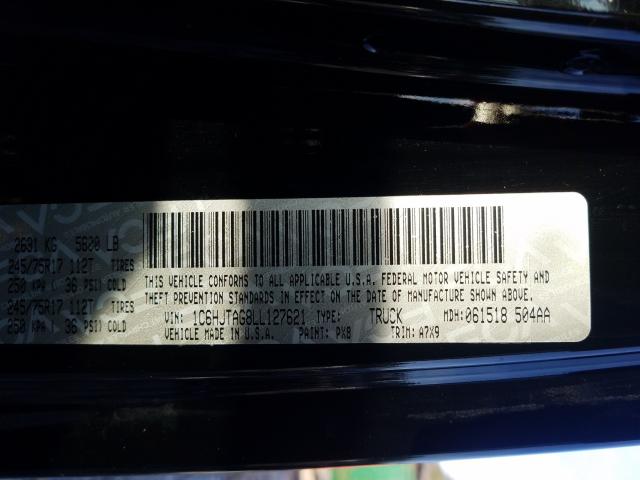 2691 KG 5620 LB
245/75R17 112T TIRES
250 KPA ( 36 PSI) COLD
245/75R17 112T TIRES
250 KPA ( 36 PSI) COLD
THIS VEHICLE CONFORMS TO ALL APPLICABLE U.S.A. FEDERAL MOTOR VEHICLE SAFETY AND
THEFT PREVENTION STANDARDS IN EFFECT ON THE DATE OF MANUFACTURE SHOWN ABOVE.
VIN: 1C6HJTAG8LL127621 TYPE: TRUCK MDH: 061518 504AA
VEHICLE MADE IN U.S.A. PAINT: PX8 TRIM: A7X9